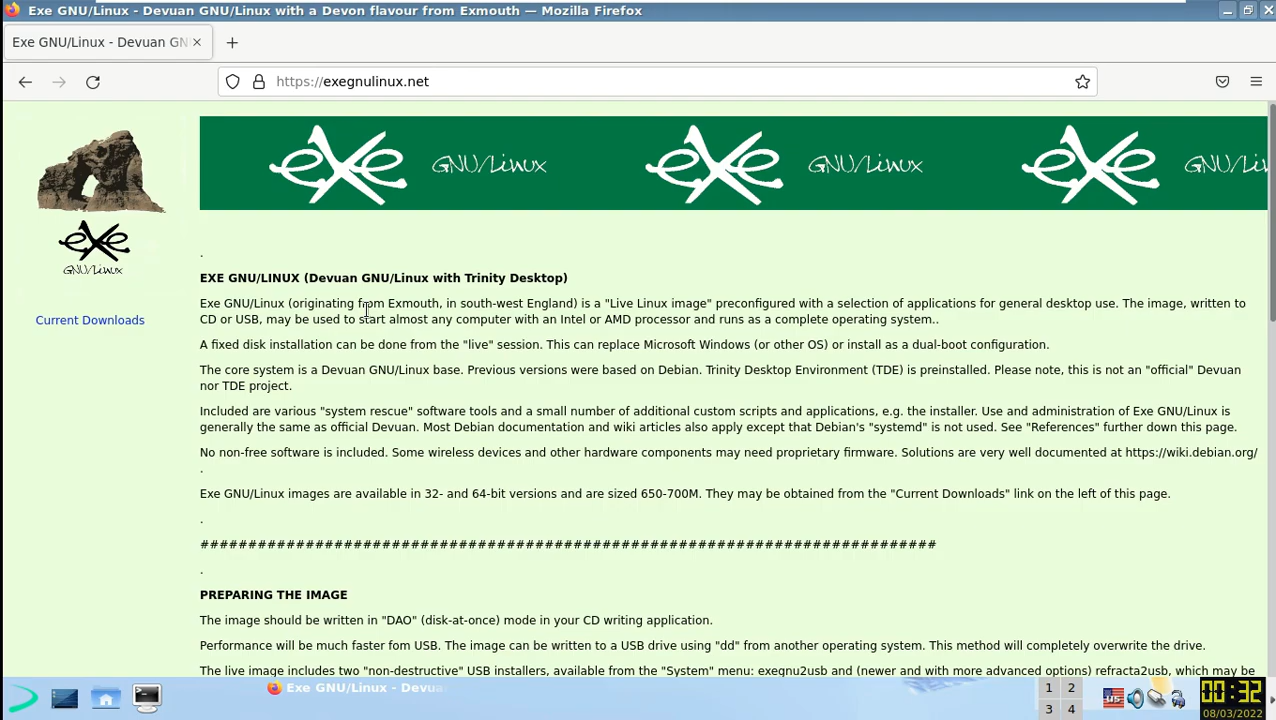 Exe GNU/Linux - Devuan GNU/Linux with a Devon flavour from Exmouth — Mozilla Firefox
Exe GNU/Linux - Devuan GN
https://exegnulinux.net
exe GNU/Linux exe GNU/Linux exe GNU/Lin
exe
GNU/Linux
Current Downloads
.
EXE GNU/LINUX (Devuan GNU/Linux with Trinity Desktop)
Exe GNU/Linux (originating from Exmouth, in south-west England) is a "Live Linux image" preconfigured with a selection of applications for general desktop use. The image, written to
CD or USB, may be used to start almost any computer with an Intel or AMD processor and runs as a complete operating system..
A fixed disk installation can be done from the "live" session. This can replace Microsoft Windows (or other OS) or install as a dual-boot configuration.
The core system is a Devuan GNU/Linux base. Previous versions were based on Debian. Trinity Desktop Environment (TDE) is preinstalled. Please note, this is not an "official" Devuan
nor TDE project.
Included are various "system rescue" software tools and a small number of additional custom scripts and applications, e.g. the installer. Use and administration of Exe GNU/Linux is
generally the same as official Devuan. Most Debian documentation and wiki articles also apply except that Debian's "systemd" is not used. See "References" further down this page.
No non-free software is included. Some wireless devices and other hardware components may need proprietary firmware. Solutions are very well documented at https://wiki.debian.org/
.
Exe GNU/Linux images are available in 32- and 64-bit versions and are sized 650-700M. They may be obtained from the "Current Downloads" link on the left of this page.
.
############################################################################
.
PREPARING THE IMAGE
The image should be written in "DAO" (disk-at-once) mode in your CD writing application.
Performance will be much faster fom USB. The image can be written to a USB drive using "dd" from another operating system. This method will completely overwrite the drive.
The live image includes two "non-destructive" USB installers, available from the "System" menu: exegnu2usb and (newer and with more advanced options) refracta2usb, which may be
Exe GNU/Linux - Devua
1 2
3 4
us
00:32
08/03/2022